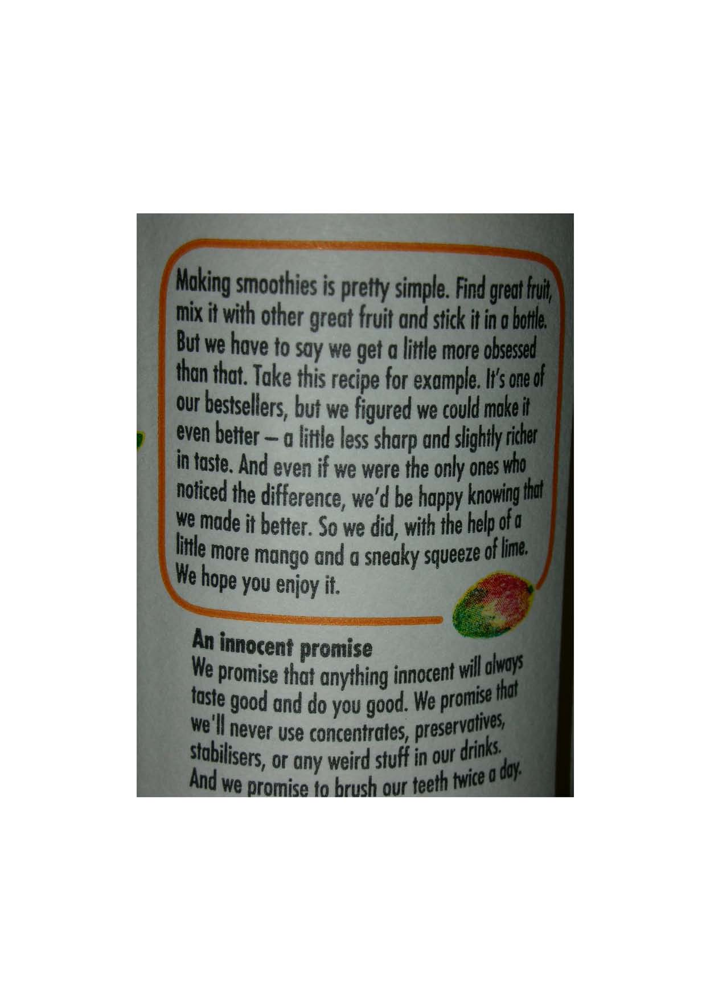 Making smoothies is pretty simple. Find great fruit,
mix it with other great fruit and stick it in a bottle.
But we have to say we get a little more obsessed
than that. Take this recipe for example. It's one of
our bestsellers, but we figured we could make it
even better – a little less sharp and slightly richer
in taste. And even if we were the only ones who
noticed the difference, we'd be happy knowing that
we made it better. So we did, with the help of a
little more mango and a sneaky squeeze of lime.
We hope you enjoy it.
An innocent promise
We promise that anything innocent will always
taste good and do you good. We promise that
we'll never use concentrates, preservatives,
stabilisers, or any weird stuff in our drinks.
And we promise to brush our teeth twice a day.